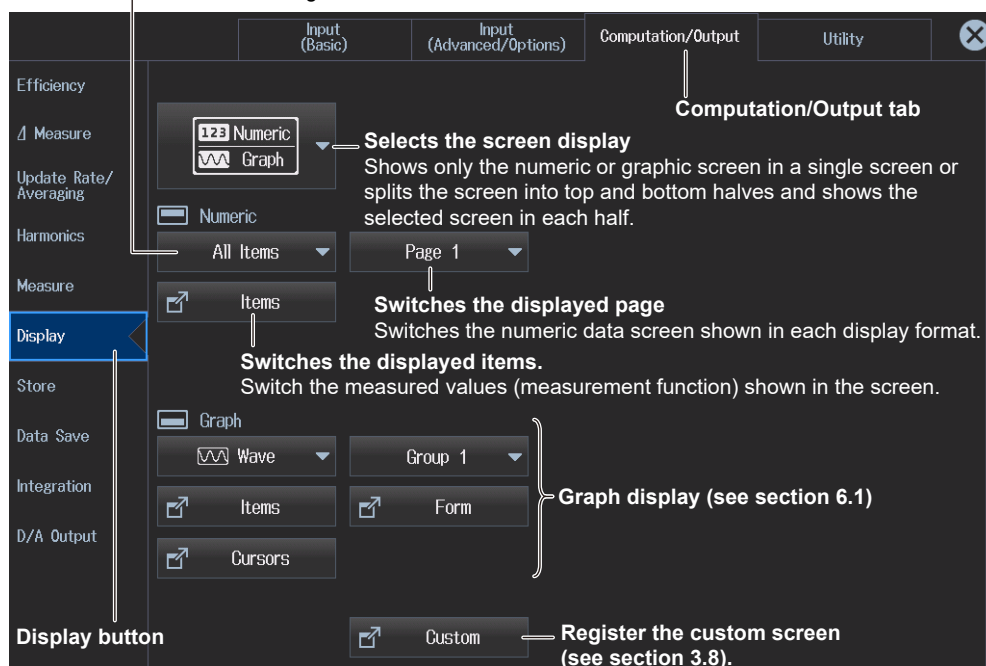 Input
(Basic)
Input
(Advanced/Options)
Computation/Output
Utility
Computation/Output tab
Efficiency
Δ Measure
Update Rate/
Averaging
Harmonics
Measure
Display
Store
Data Save
Integration
D/A Output
Display button
123 Numeric
Graph
Selects the screen display
Shows only the numeric or graphic screen in a single screen or
splits the screen into top and bottom halves and shows the
selected screen in each half.
Numeric
All Items
Page 1
Items
Switches the displayed page
Switches the numeric data screen shown in each display format.
Switches the displayed items.
Switch the measured values (measurement function) shown in the screen.
Graph
Wave
Group 1
Items
Form
Cursors
Graph display (see section 6.1)
Custom
Register the custom screen
(see section 3.8).